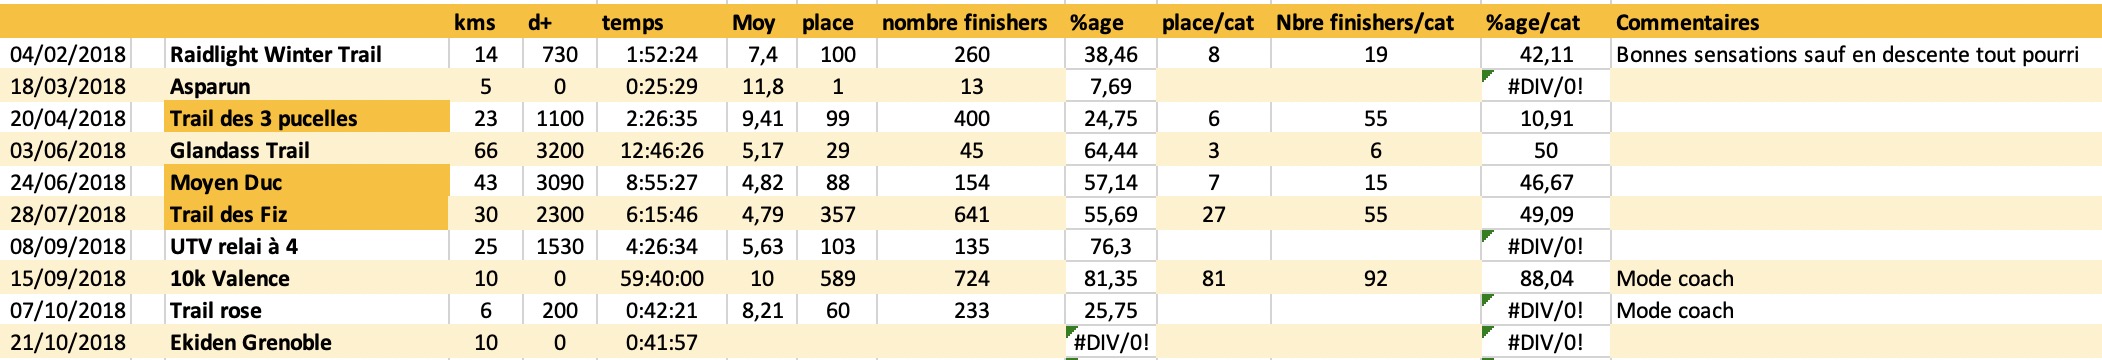 kms d+ temps Moy place nombre finishers %age place/cat Nbre finishers/cat %age/cat Commentaires
04/02/2018 Raidlight Winter Trail 14 730 1:52:24 7,4 100 260 38,46 8 19 42,11 Bonnes sensations sauf en descente tout pourri
18/03/2018 Asparun 5 0 0:25:29 11,8 1 13 7,69 #DIV/0!
20/04/2018 Trail des 3 pucelles 23 1100 2:26:35 9,41 99 400 24,75 6 55 10,91
03/06/2018 Glandass Trail 66 3200 12:46:26 5,17 29 45 64,44 3 6 50
24/06/2018 Moyen Duc 43 3090 8:55:27 4,82 88 154 57,14 7 15 46,67
28/07/2018 Trail des Fiz 30 2300 6:15:46 4,79 357 641 55,69 27 55 49,09
08/09/2018 UTV relai à 4 25 1530 4:26:34 5,63 103 135 76,3 #DIV/0!
15/09/2018 10k Valence 10 0 59:40:00 10 589 724 81,35 81 92 88,04 Mode coach
07/10/2018 Trail rose 6 200 0:42:21 8,21 60 233 25,75 #DIV/0! Mode coach
21/10/2018 Ekiden Grenoble 10 0 0:41:57 #DIV/0! #DIV/0!